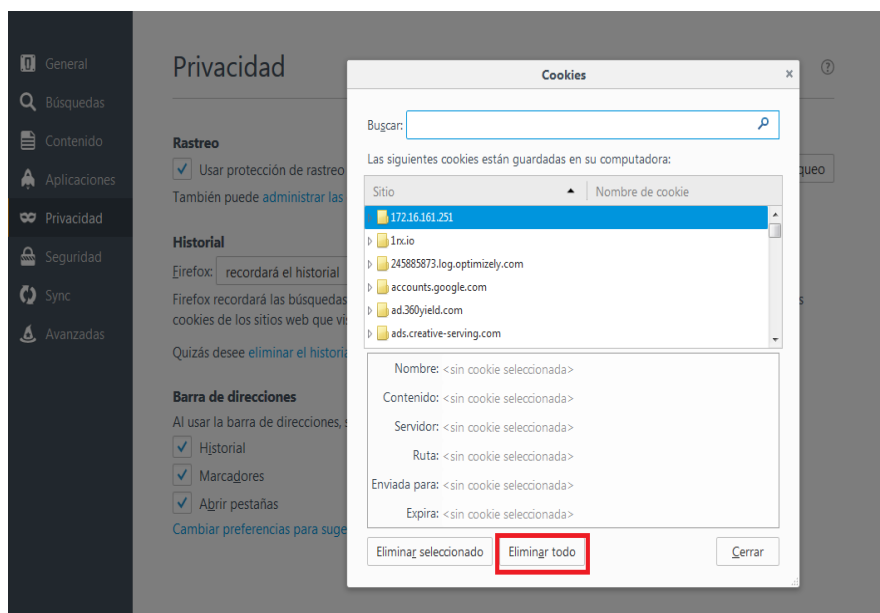 General
Búsquedas
Contenido
Aplicaciones
Privacidad
Seguridad
Sync
Avanzadas
Privacidad
?
Rastreo
Usar protección de rastreo
queo
También puede administrar las
Historial
Firefox: recordará el historial
Firefox recordará las búsquedas
s
cookies de los sitios web que vi
Quizás desee eliminar el historia
Barra de direcciones
Al usar la barra de direcciones, s
Historial
Marcadores
Abrir pestañas
Cambiar preferencias para suge
Cookies
x
Buscar:
Las siguientes cookies están guardadas en su computadora:
Sitio Nombre de cookie
172.16.161.251
1rx.io
245885873.log.optimizely.com
accounts.google.com
ad.360yield.com
ads.creative-serving.com
Nombre: <sin cookie seleccionada>
Contenido: <sin cookie seleccionada>
Servidor: <sin cookie seleccionada>
Ruta: <sin cookie seleccionada>
Enviada para: <sin cookie seleccionada>
Expira: <sin cookie seleccionada>
Eliminar seleccionado Eliminar todo Cerrar